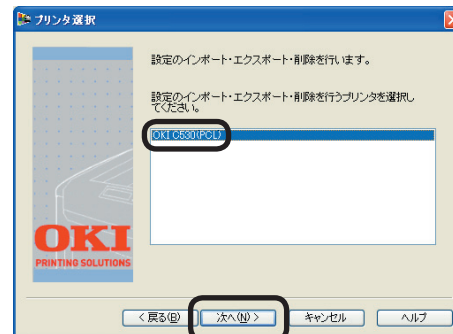 プリンタ選択
設定のインポート・エクスポート・削除を行います。
設定のインポート・エクスポート・削除を行うプリンタを選択し
てください。
OKI C530(PCL)
OKI
PRINTING SOLUTIONS
< 戻る(B)
次へ(N) >
キャンセル
ヘルプ